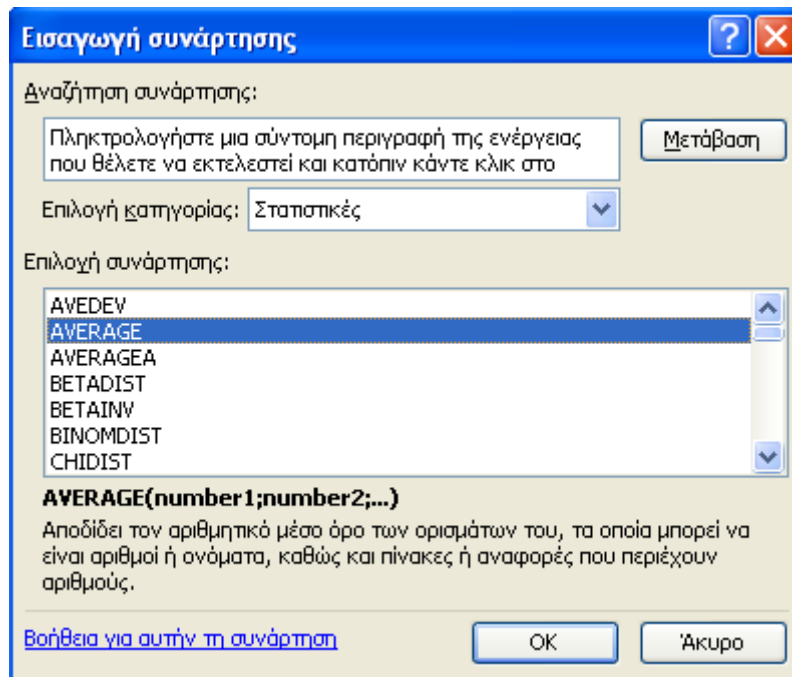 Εισαγωγή συνάρτησης
Αναζήτηση συνάρτησης:
Πληκτρολογήστε μια σύντομη περιγραφή της ενέργειας
που θέλετε να εκτελεστεί και κατόπιν κάντε κλικ στο
Μετάβαση
Επιλογή κατηγορίας: Στατιστικές
Επιλοχή συνάρτησης:
AVEDEV
AVERAGE
AVERAGEA
BETADIST
BETAINV
BINOMDIST
CHIDIST
AVERAGE(number1;number2;...)
Αποδίδει τον αριθμητικό μέσο όρο των ορισμάτων του, τα οποία μπορεί να
είναι αριθμοί ή ονόματα, καθώς και πίνακες ή αναφορές που περιέχουν
αριθμούς.
Βοήθεια για αυτήν τη συνάρτηση
OK
Άκυρο